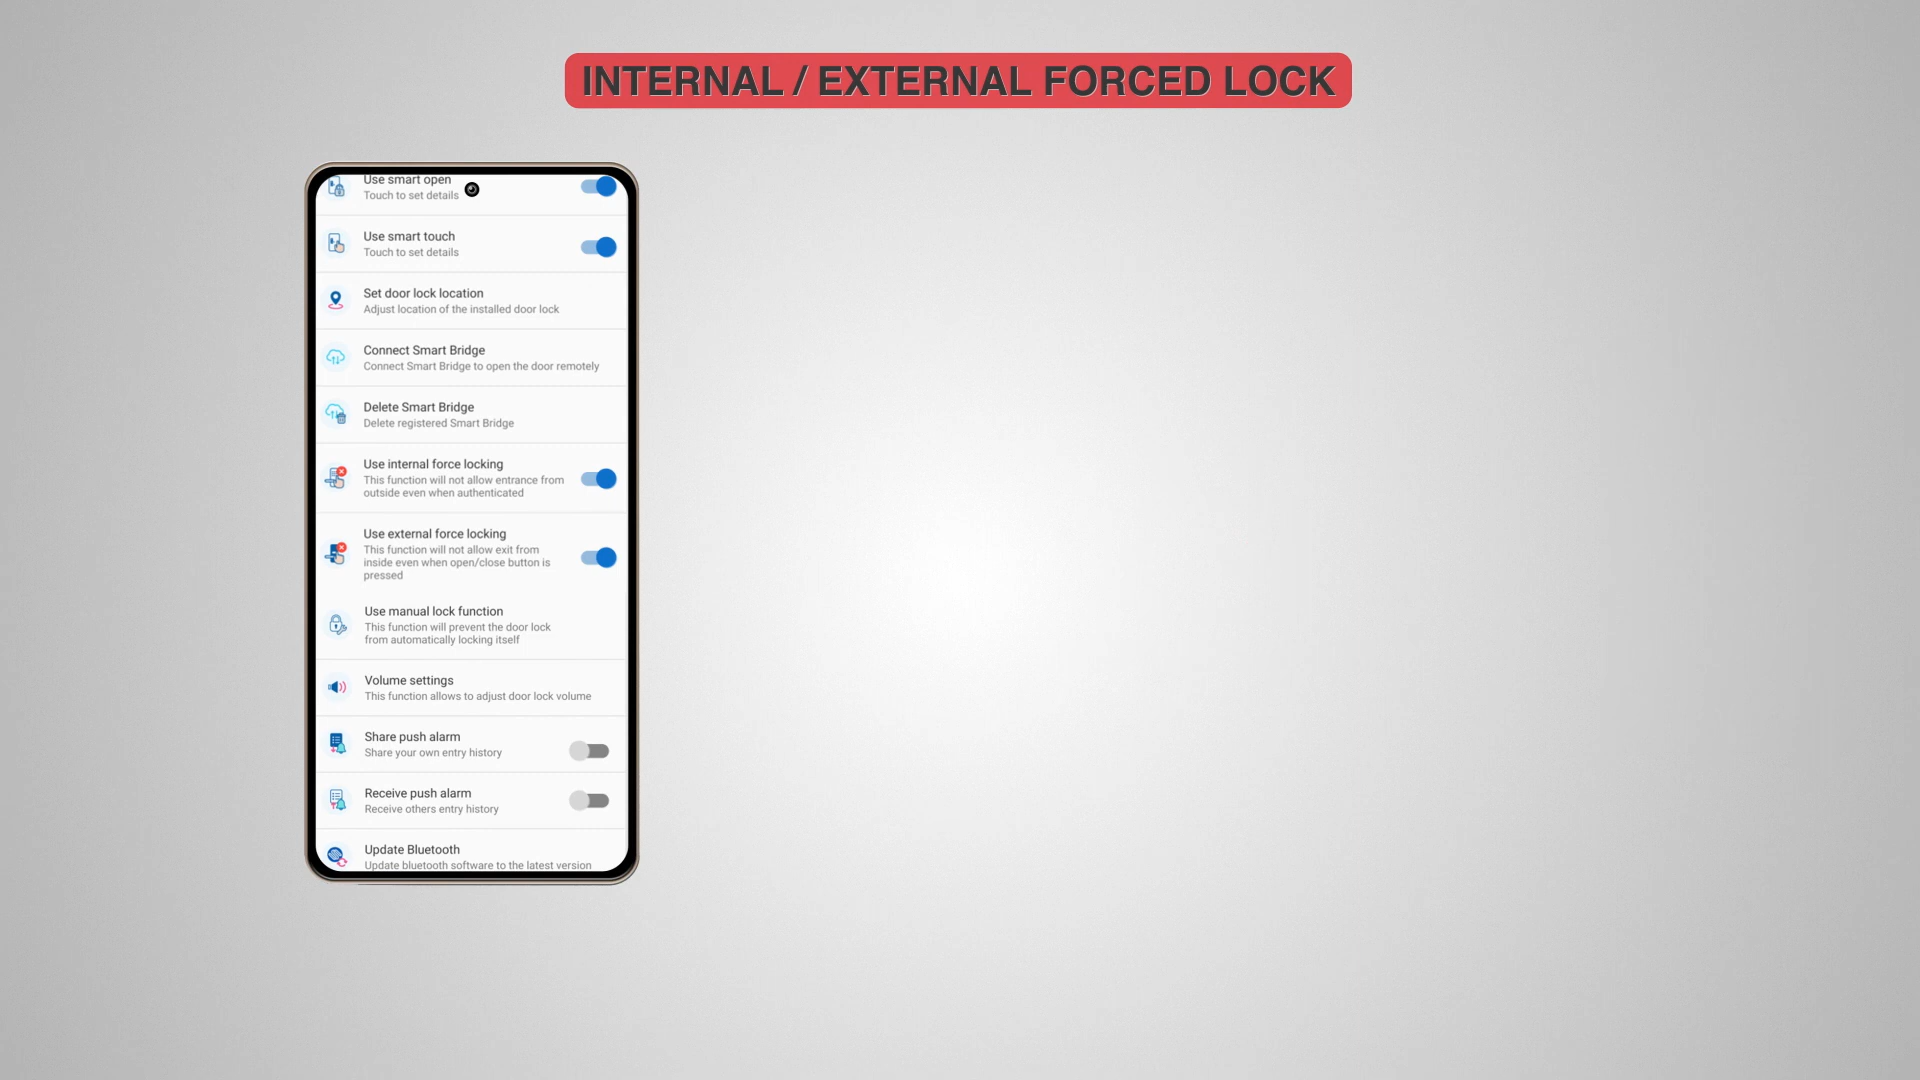 INTERNAL / EXTERNAL FORCED LOCK
Use smart open
Touch to set details
Use smart touch
Touch to set details
Set door lock location
Adjust location of the installed door lock
Connect Smart Bridge
Connect Smart Bridge to open the door remotely
Delete Smart Bridge
Delete registered Smart Bridge
Use internal force locking
This function will not allow entrance from
outside even when authenticated
Use external force locking
This function will not allow exit from
inside even when open/close button is
pressed
Use manual lock function
This function will prevent the door lock
from automatically locking itself
Volume settings
This function allows to adjust door lock volume
Share push alarm
Share your own entry history
Receive push alarm
Receive others entry history
Update Bluetooth
Update bluetooth software to the latest version